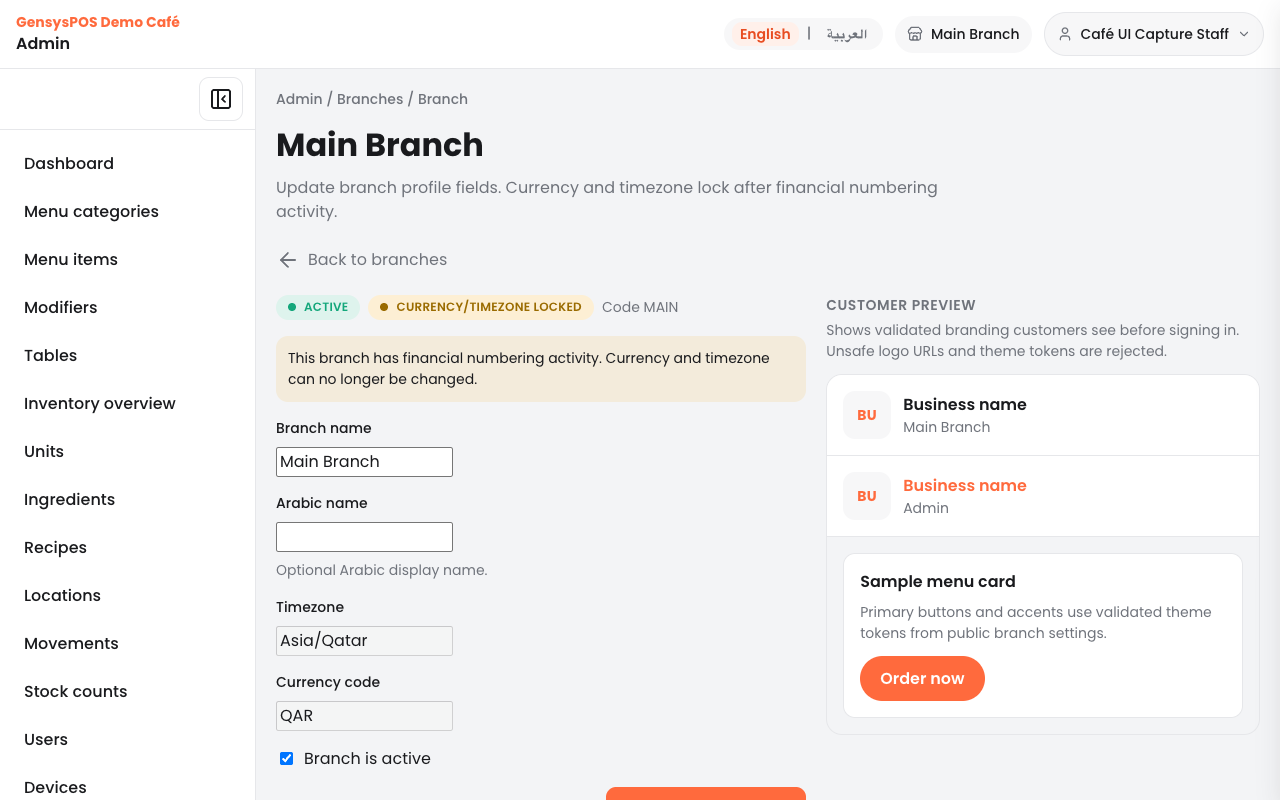 GensysPOS Demo Café
Admin
English | العربية
Main Branch
Café UI Capture Staff
Dashboard
Menu categories
Menu items
Modifiers
Tables
Inventory overview
Units
Ingredients
Recipes
Locations
Movements
Stock counts
Users
Devices
Admin / Branches / Branch
Main Branch
Update branch profile fields. Currency and timezone lock after financial numbering
activity.
Back to branches
ACTIVE
CURRENCY/TIMEZONE LOCKED
Code MAIN
This branch has financial numbering activity. Currency and timezone
can no longer be changed.
Branch name
Main Branch
Arabic name
Optional Arabic display name.
Timezone
Asia/Qatar
Currency code
QAR
Branch is active
CUSTOMER PREVIEW
Shows validated branding customers see before signing in.
Unsafe logo URLs and theme tokens are rejected.
BU
Business name
Main Branch
BU
Business name
Admin
Sample menu card
Primary buttons and accents use validated theme
tokens from public branch settings.
Order now